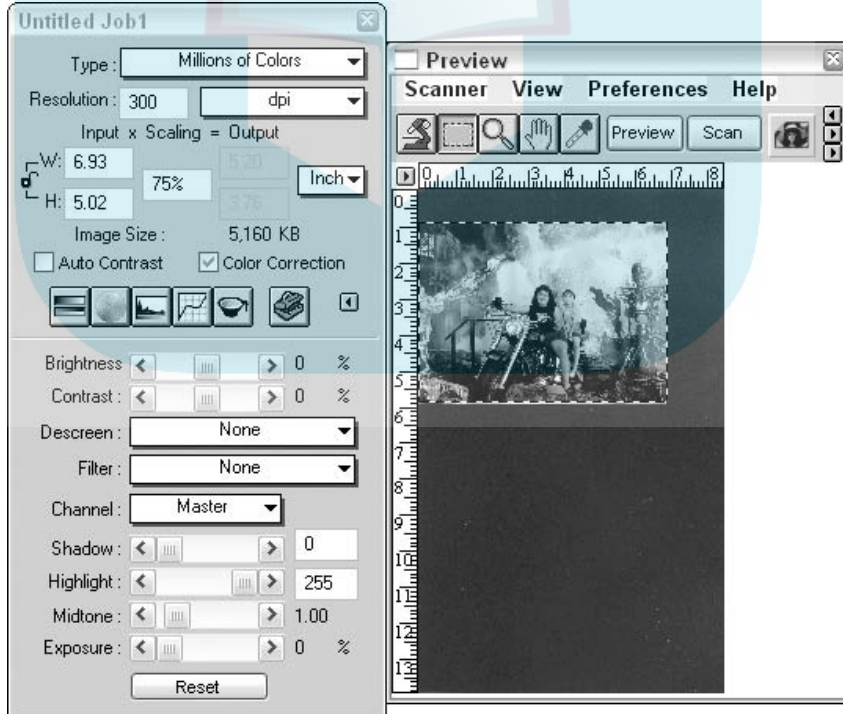 Untitled Job1
Type : Millions of Colors
Resolution : 300 dpi
Input x Scaling = Output
W: 6.93 5.20
75% Inch
H: 5.02 3.76
Image Size : 5,160 KB
Auto Contrast Color Correction
Brightness 0 %
Contrast : 0 %
Descreen : None
Filter : None
Channel : Master
Shadow : 0
Highlight : 255
Midtone : 1.00
Exposure : 0 %
Reset
Preview
Scanner View Preferences Help
Preview Scan
0 1 2 3 4 5 6 7 8
0
1
2
3
4
5
6
7
8
9
10
11
12
13